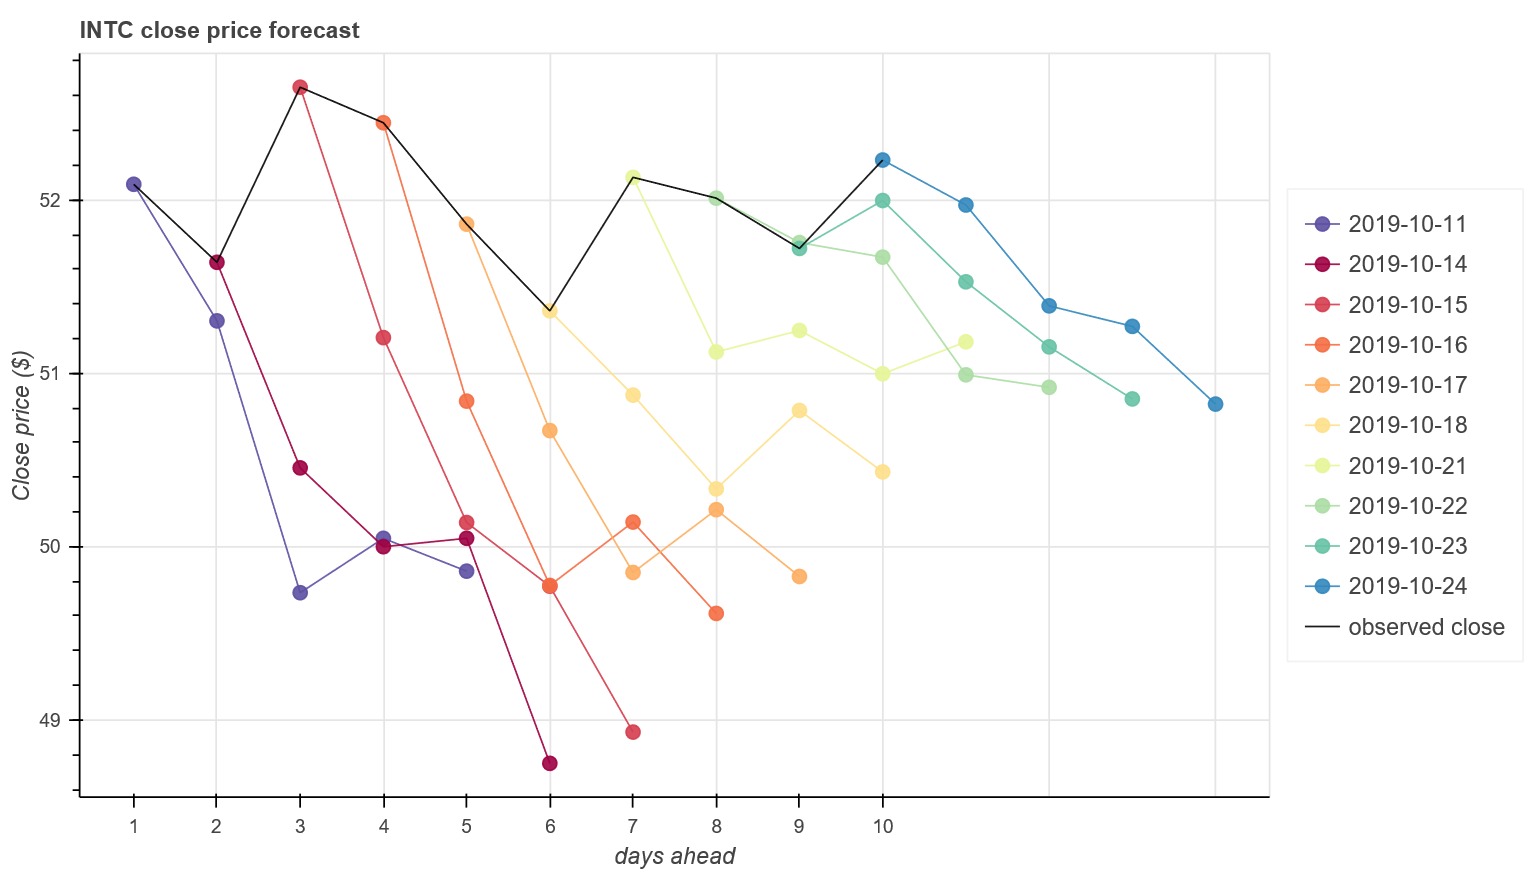 INTC close price forecast
Close price ($)
52
51
50
49
1 2 3 4 5 6 7 8 9 10
days ahead
2019-10-11
2019-10-14
2019-10-15
2019-10-16
2019-10-17
2019-10-18
2019-10-21
2019-10-22
2019-10-23
2019-10-24
observed close